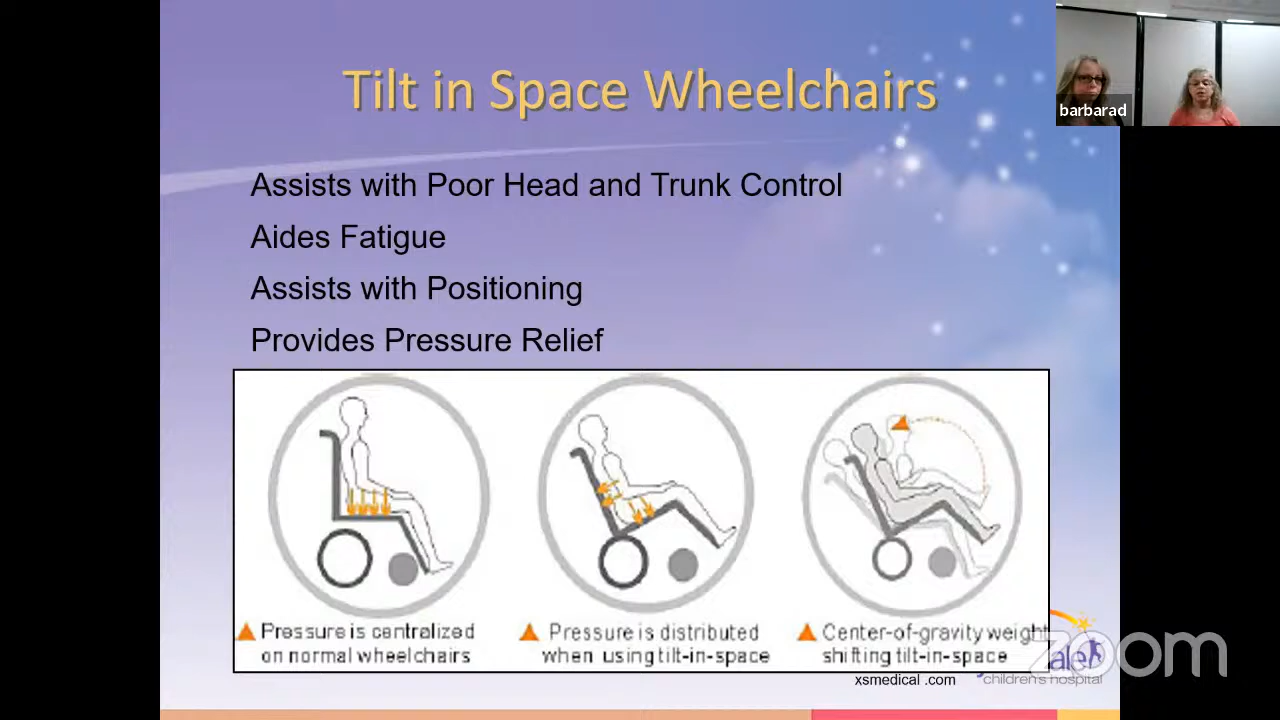 Tilt in Space Wheelchairs
barbarad
Assists with Poor Head and Trunk Control
Aides Fatigue
Assists with Positioning
Provides Pressure Relief
Pressure is centralized
on normal wheelchairs
Pressure is distributed
when using tilt-in-space
Center-of-gravity weight
shifting tilt-in-space
xsmedical .com
children's hospital
zoom